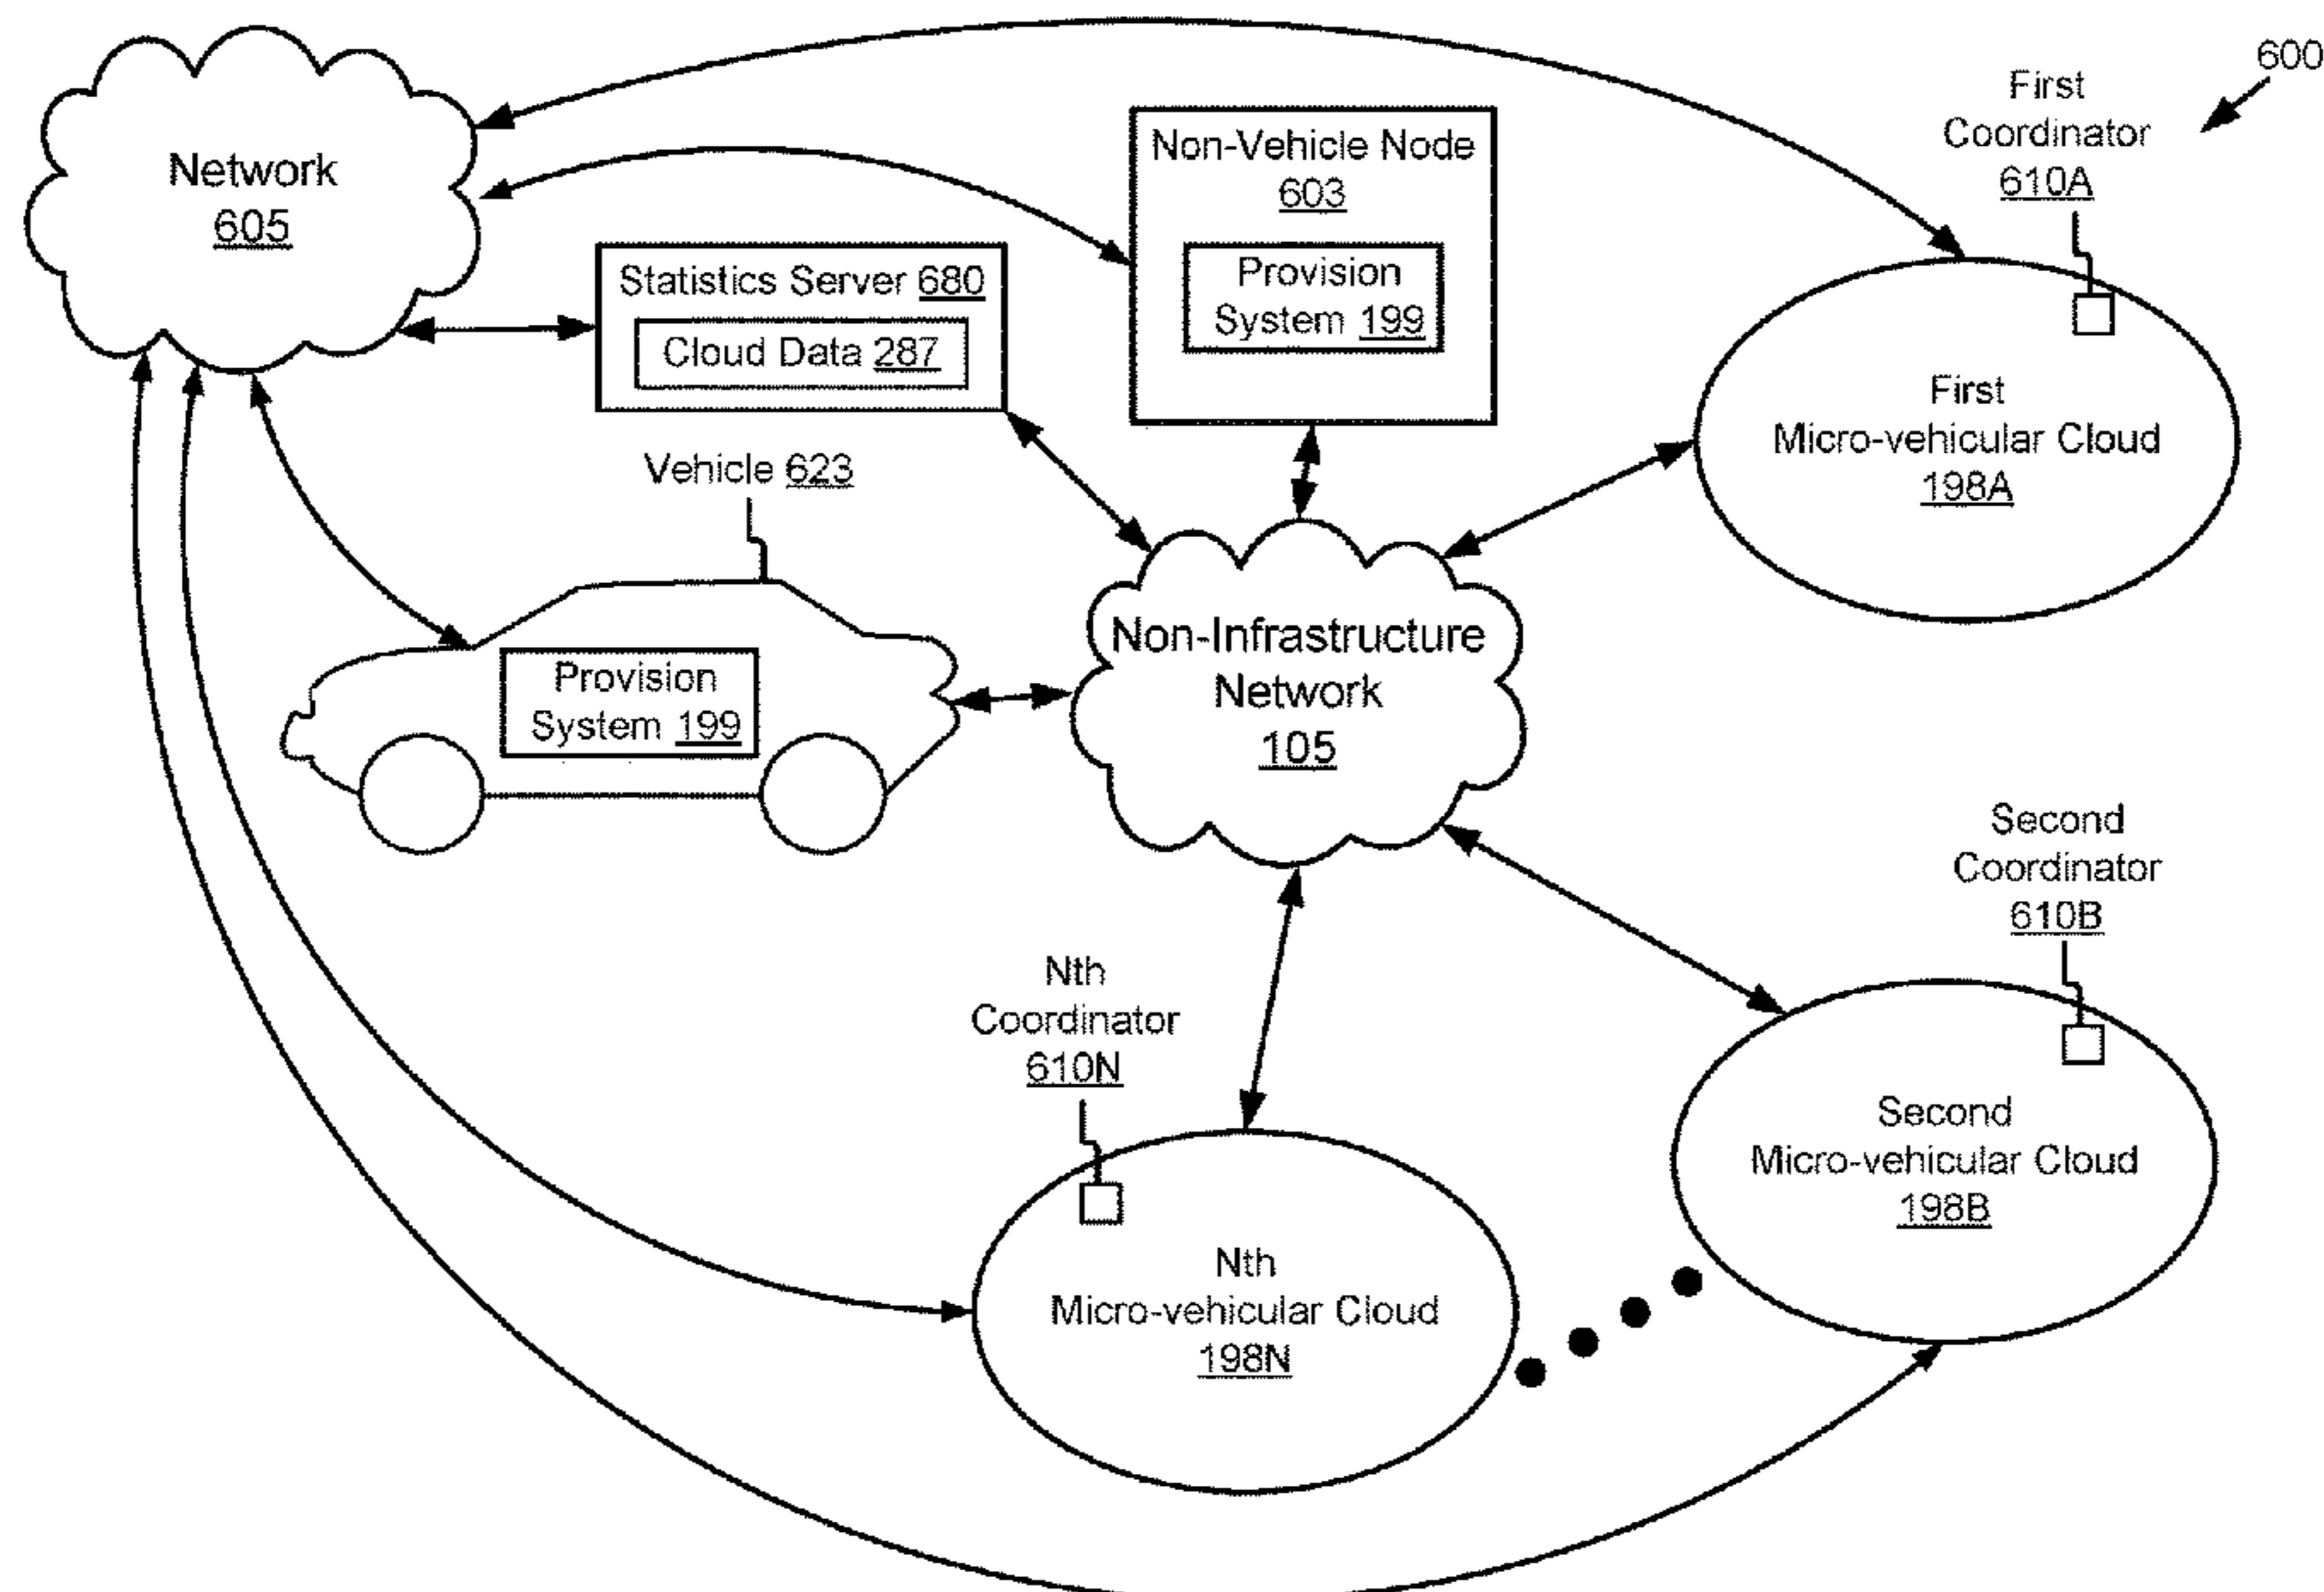 600
First
Coordinator
610A
Network
605
Non-Vehicle Node
603
Provision
System 199
Statistics Server 680
Cloud Data 287
First
Micro-vehicular Cloud
198A
Vehicle 623
Provision
System 199
Non-Infrastructure
Network
105
Second
Coordinator
610B
Nth
Coordinator
610N
Second
Micro-vehicular Cloud
198B
Nth
Micro-vehicular Cloud
198N